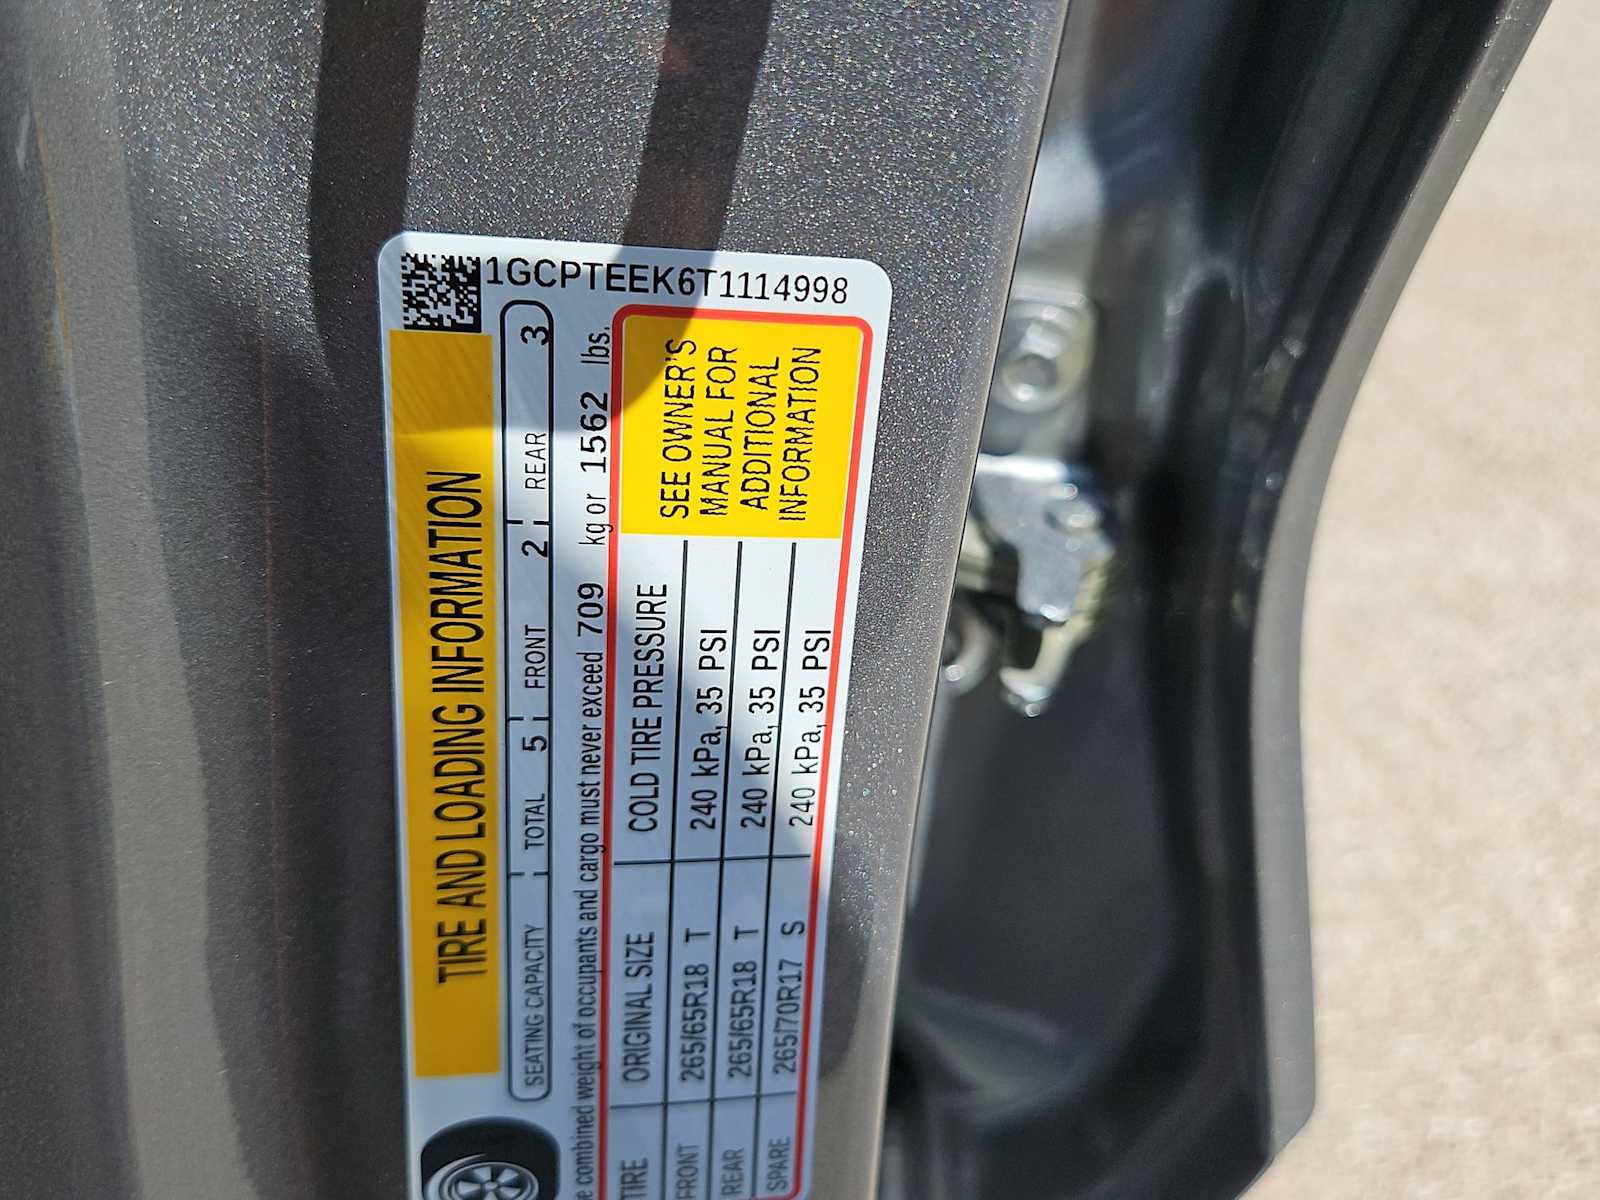 1GCPTEEK6T1114998
TIRE AND LOADING INFORMATION
SEATING CAPACITY TOTAL 5 FRONT 2 REAR 3
combined weight of occupants and cargo must never exceed 709 kg or 1562 lbs.
TIRE ORIGINAL SIZE COLD TIRE PRESSURE
FRONT 265/65R18 T 240 kPa, 35 PSI
REAR 265/65R18 T 240 kPa, 35 PSI
SPARE 265/70R17 S 240 kPa, 35 PSI
SEE OWNER'S
MANUAL FOR
ADDITIONAL
INFORMATION